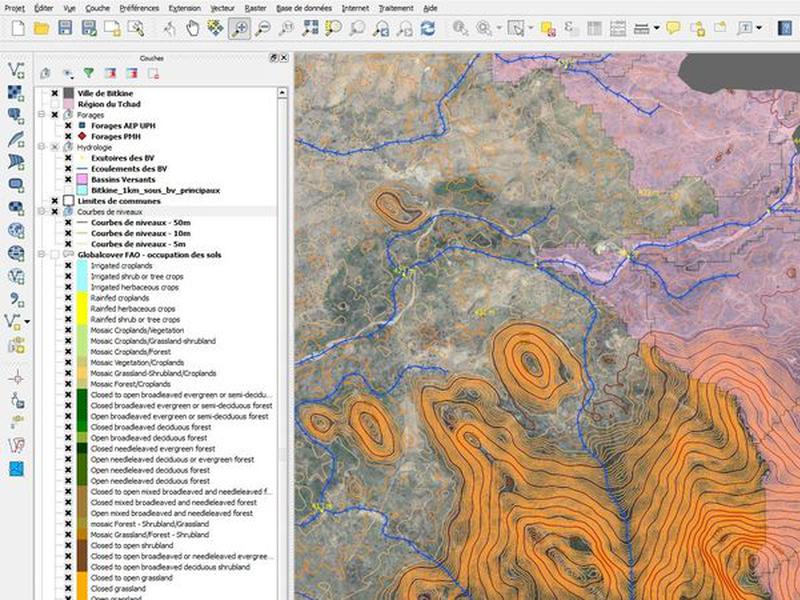 Projet Éditer Vue Couche Préférences Extension Vecteur Raster Base de données Internet Traitement Aide
Couches
Ville de Bitkine
Région du Tchad
Forages
Forages AEP UPH
Forages PMH
Hydrologie
Exutoires des BV
Ecoulements des BV
Bassins Versants
Bitkine_1km_sous_bv_principaux
Limites de communes
Courbes de niveaux
Courbes de niveaux - 50m
Courbes de niveaux - 10m
Courbes de niveaux - 5m
Globalcover FAO - occupation des sols
Irrigated croplands
Irrigated shrub or tree crops
Irrigated herbaceous crops
Rainfed croplands
Rainfed herbaceous crops
Rainfed shrub or tree crops
Mosaic Croplands/Vegetation
Mosaic Croplands/Grassland-shrubland
Mosaic Croplands/Forest
Mosaic Vegetation/Croplands
Mosaic Grassland-Shrubland/Croplands
Mosaic Forest/Croplands
Closed to open broadleaved evergreen or semi-decidu...
Closed broadleaved evergreen or semi-deciduous forest
Open broadleaved evergreen or semi-deciduous forest
Closed broadleaved deciduous forest
Open broadleaved deciduous forest
Closed needleleaved evergreen forest
Open needleleaved deciduous or evergreen forest
Open needleleaved deciduous forest
Open needleleaved deciduous forest
Closed to open mixed broadleaved and needleleaved f...
Closed mixed broadleaved and needleleaved forest
Open mixed broadleaved and needleleaved forest
mosaic Forest - Shrubland/Grassland
Mosaic Grassland/Forest - Shrubland
Closed to open shrubland
Closed to open broadleaved or needleleaved evergree...
Closed to open broadleaved deciduous shrubland
Closed to open grassland
Closed grassland
Open grassland